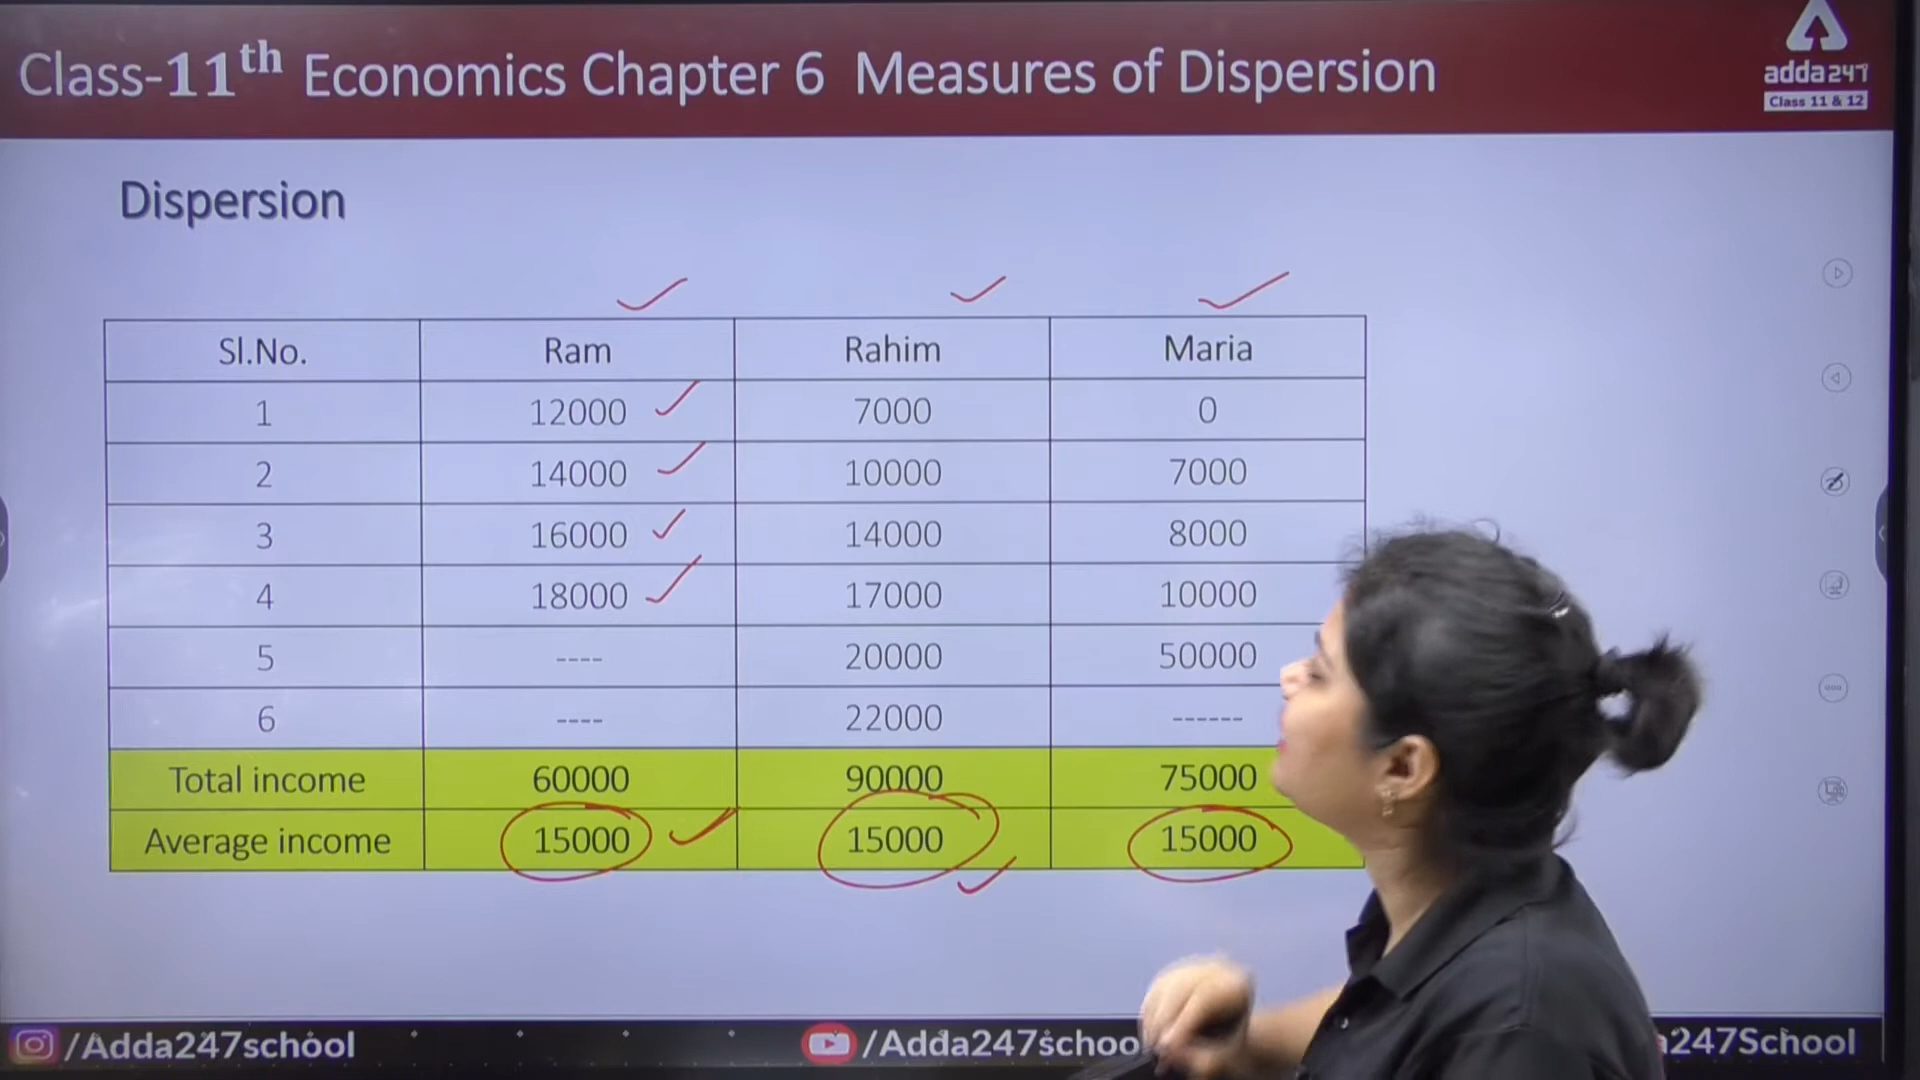 Class-11th Economics Chapter 6 Measures of Dispersion
adda247
Class 11 & 12
Dispersion
Sl.No. Ram Rahim Maria
1 12000 7000 0
2 14000 10000 7000
3 16000 14000 8000
4 18000 17000 10000
5 ---- 20000 50000
6 ---- 22000 ------
Total income 60000 90000 75000
Average income 15000 15000 15000
/Adda247school /Adda247schoo 247School